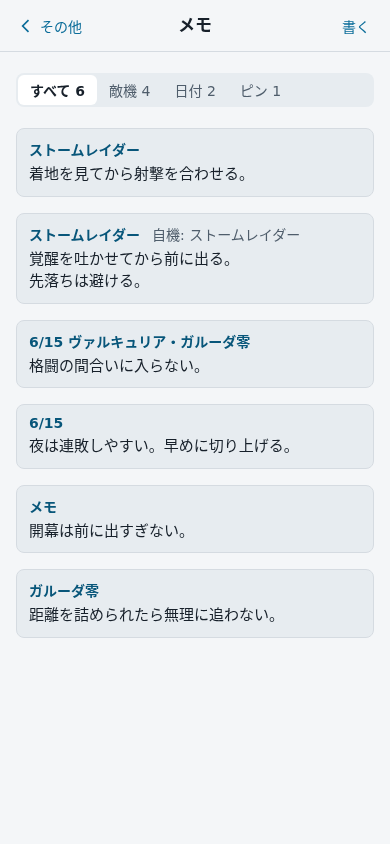 その他
メモ
書く
すべて 6 敵機 4 日付 2 ピン 1
ストームレイダー
着地を見てから射撃を合わせる。
ストームレイダー 自機: ストームレイダー
覚醒を吐かせてから前に出る。
先落ちは避ける。
6/15 ヴァルキュリア・ガルーダ零
格闘の間合いに入らない。
6/15
夜は連敗しやすい。早めに切り上げる。
メモ
開幕は前に出すぎない。
ガルーダ零
距離を詰められたら無理に追わない。